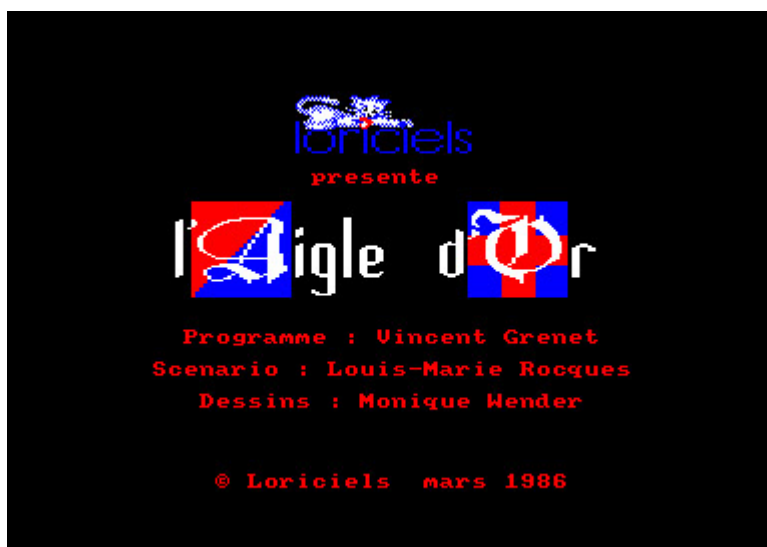 loriciels
presente
l'Aigle d'Or
Programme : Vincent Grenet
Scenario : Louis-Marie Rocques
Dessins : Monique Wender
© Loriciels mars 1986